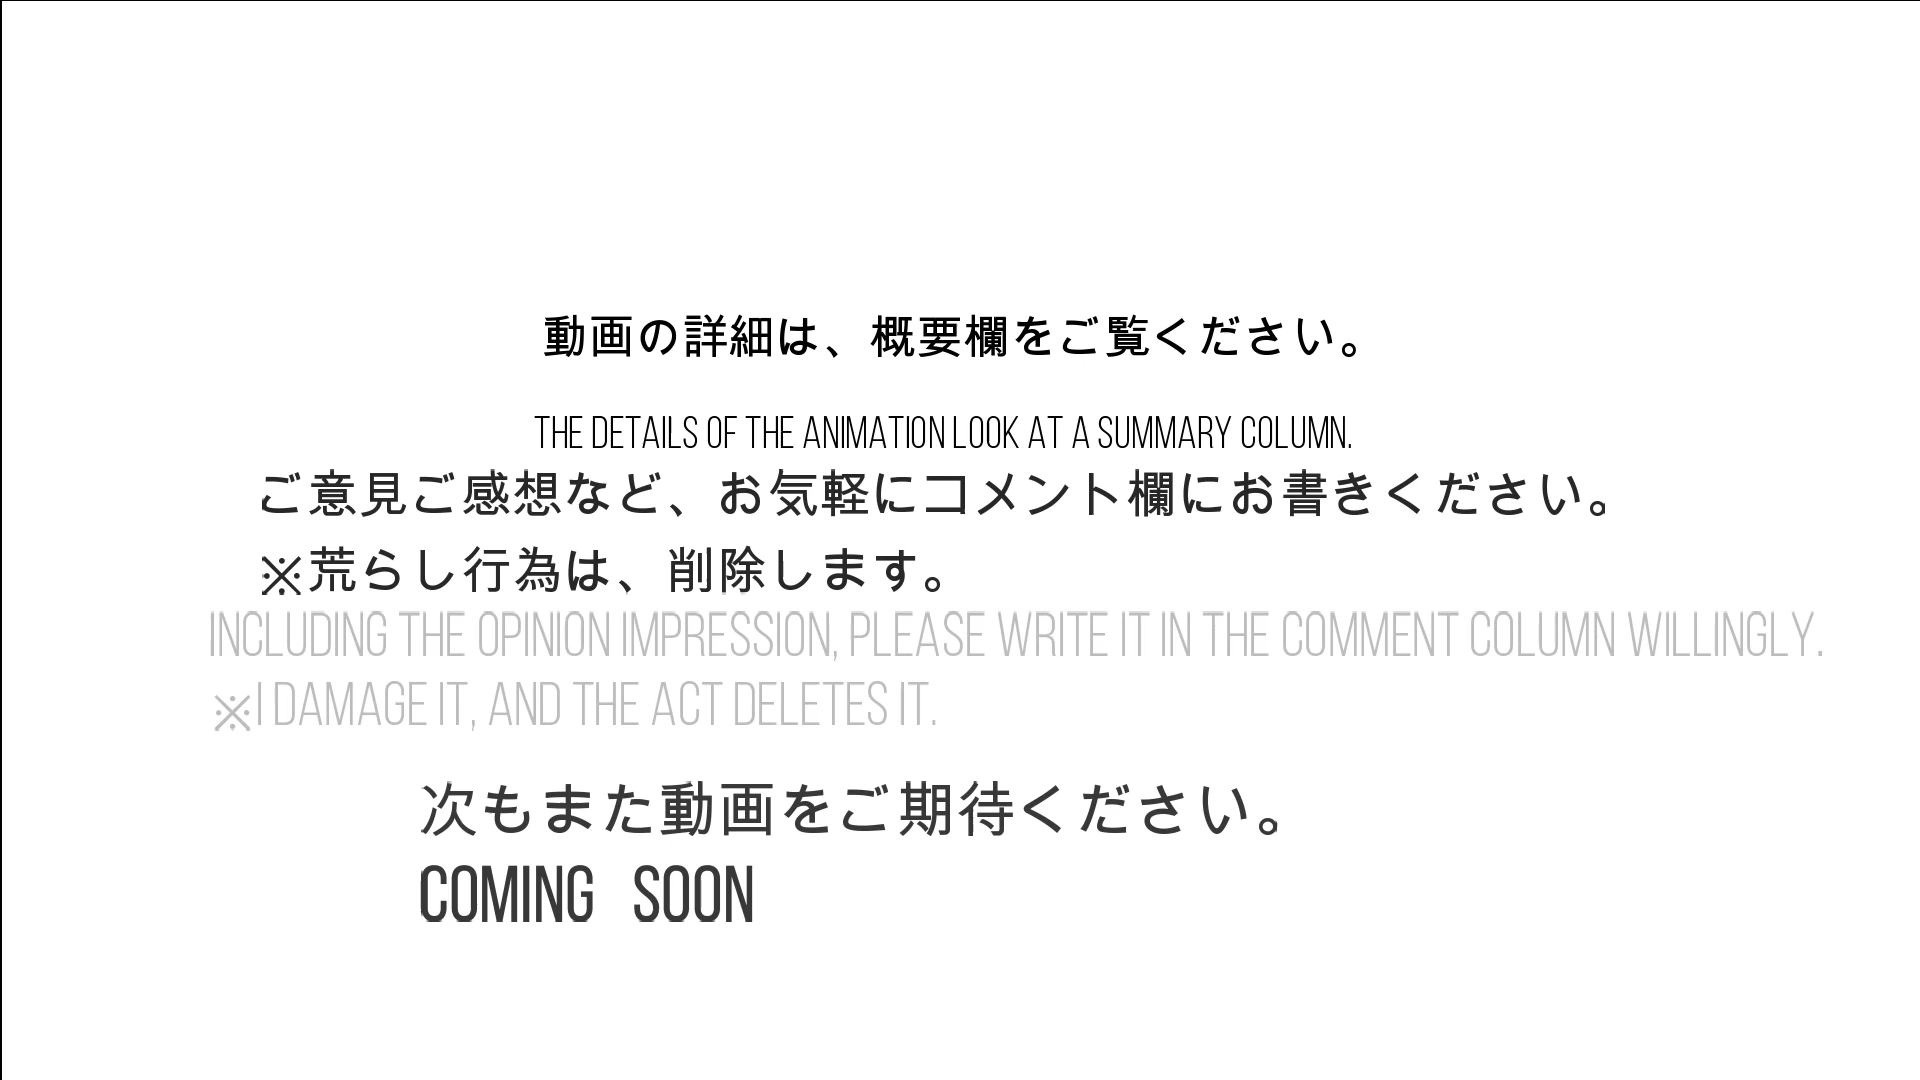 動画の詳細は、概要欄をご覧ください。
THE DETAILS OF THE ANIMATION LOOK AT A SUMMARY COLUMN.
ご意見ご感想など、お気軽にコメント欄にお書きください。
※荒らし行為は、削除します。
INCLUDING THE OPINION IMPRESSION, PLEASE WRITE IT IN THE COMMENT COLUMN WILLINGLY.
※I DAMAGE IT, AND THE ACT DELETES IT.
次もまた動画をご期待ください。
COMING SOON